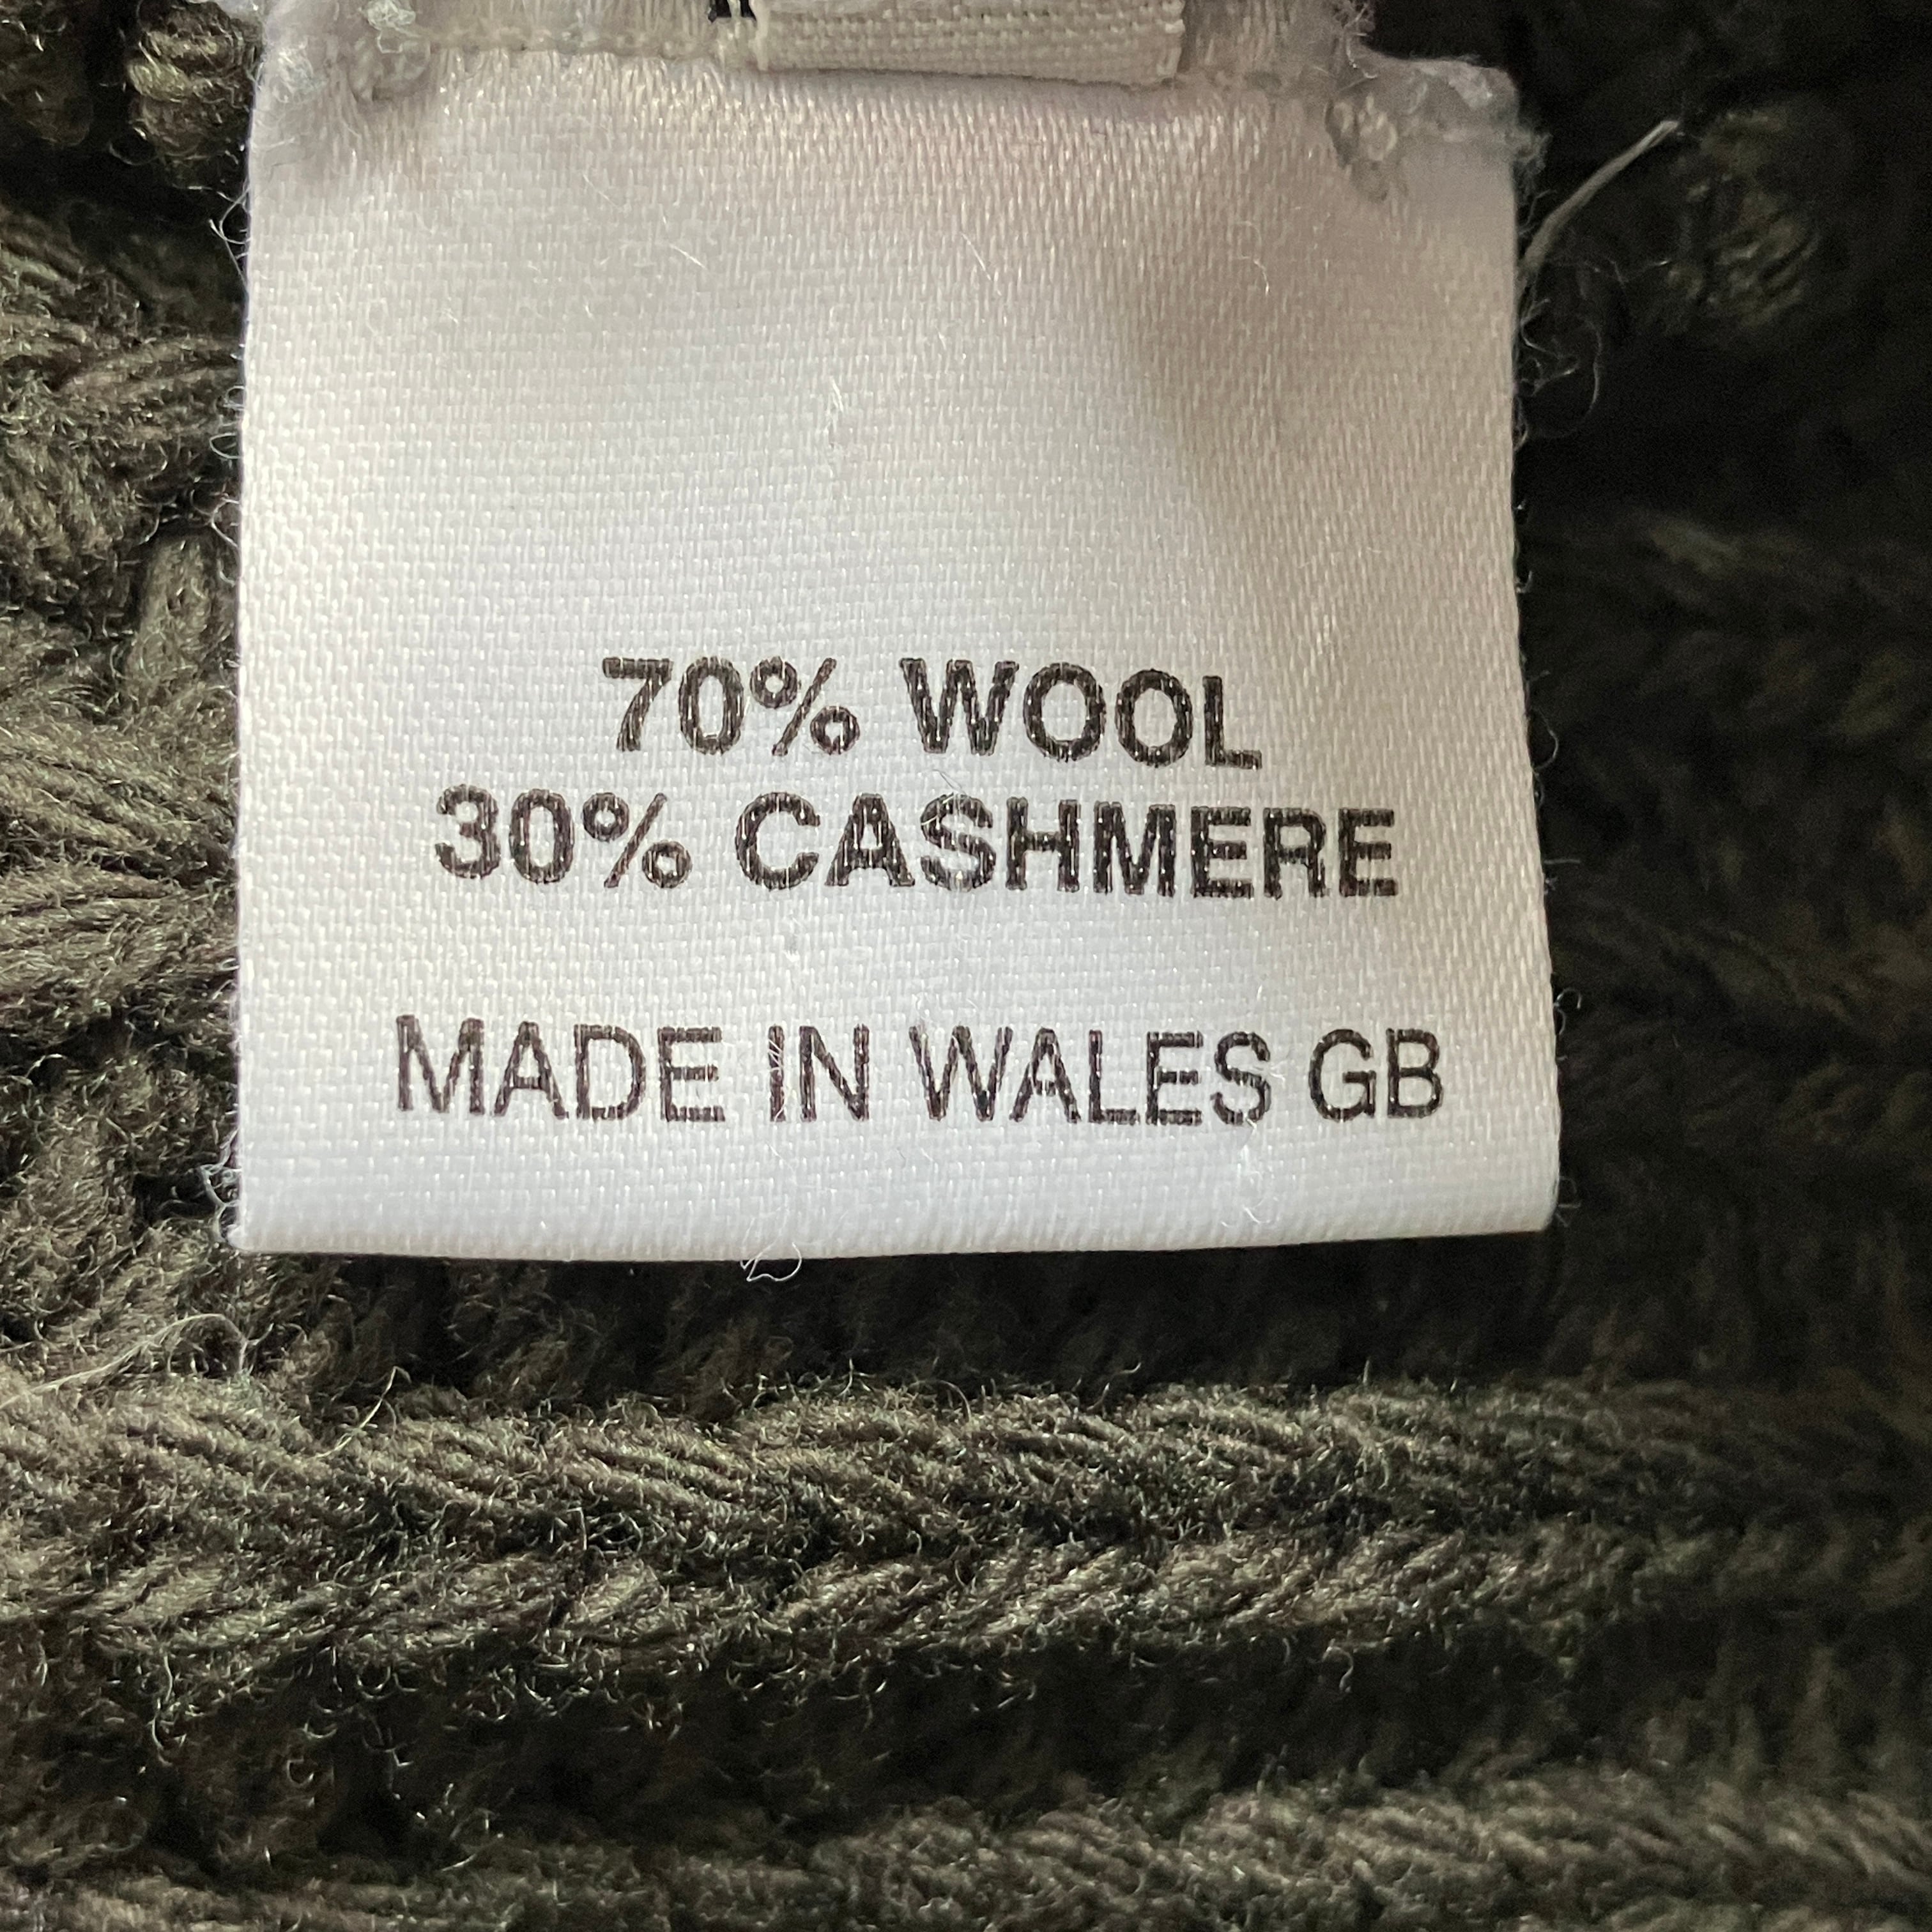 70% WOOL
30% CASHMERE
MADE IN WALES GB